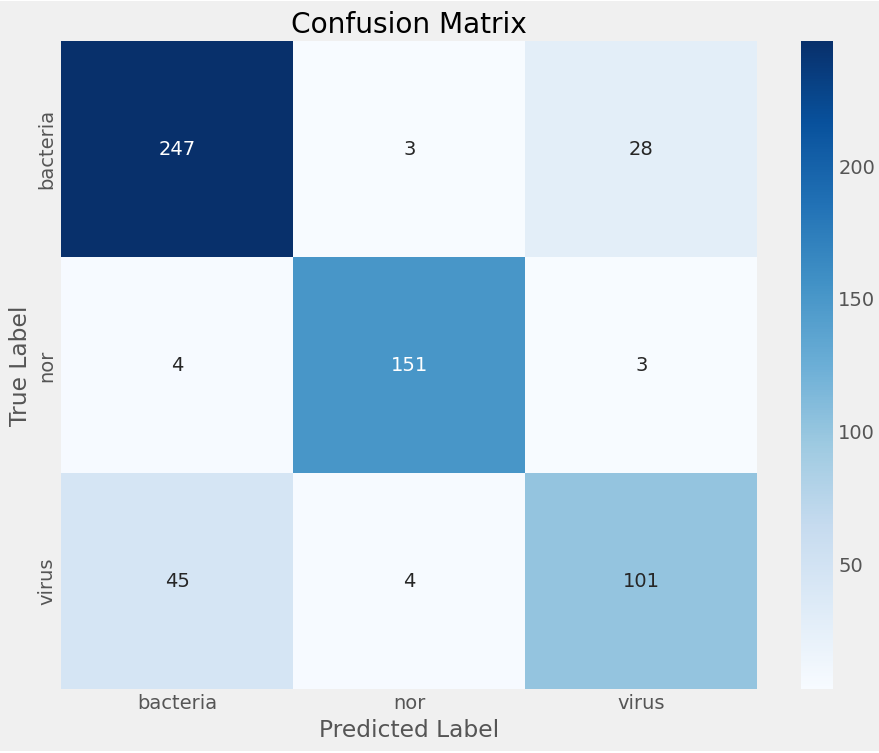 Confusion Matrix
True Label
bacteria
247 3 28
nor
4 151 3
virus
45 4 101
bacteria nor virus
Predicted Label
200
150
100
50